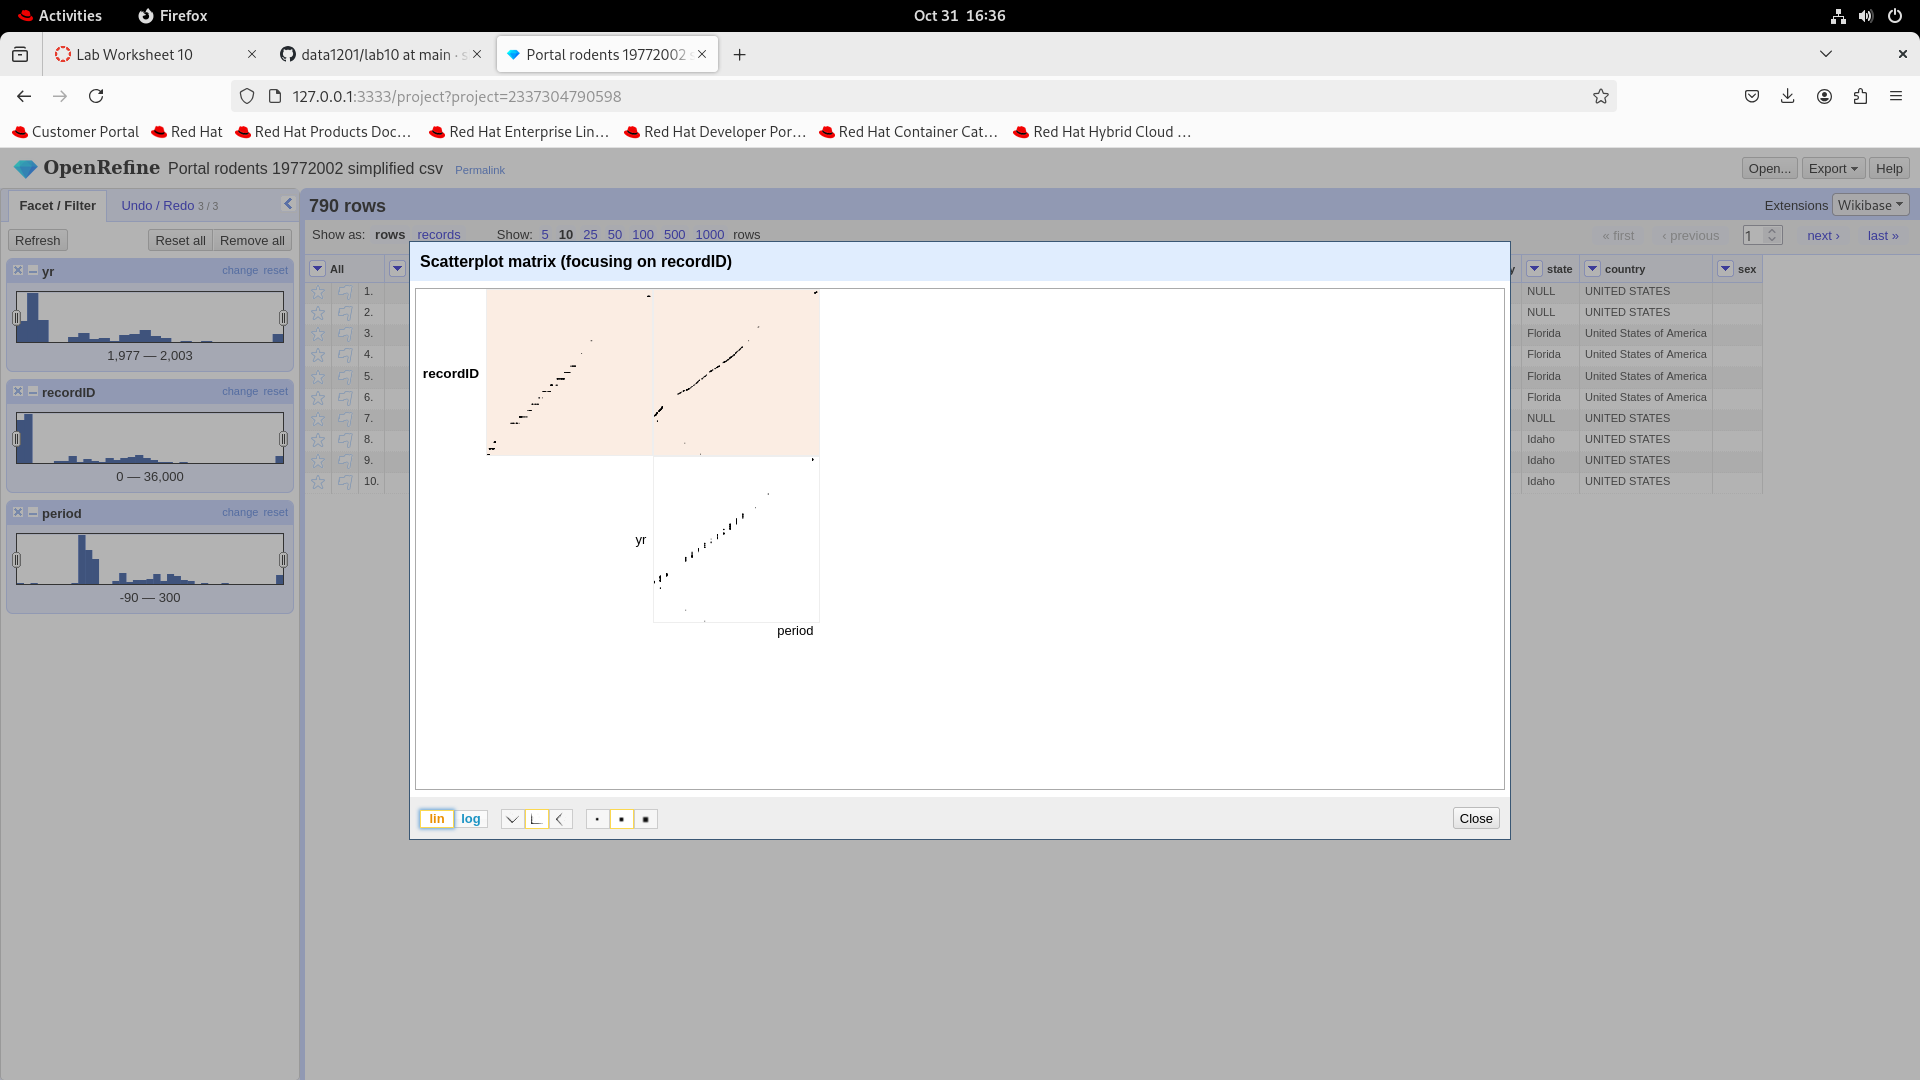 Activities Firefox Oct 31 16:36
Lab Worksheet 10 data1201/lab10 at main · s Portal rodents 19772002 s
127.0.0.1:3333/project?project=2337304790598
Customer Portal Red Hat Red Hat Products Doc... Red Hat Enterprise Lin... Red Hat Developer Por... Red Hat Container Cat... Red Hat Hybrid Cloud ...
OpenRefine Portal rodents 19772002 simplified csv Permalink Open... Export Help
Facet / Filter Undo / Redo 3 / 3 790 rows Extensions Wikibase
Refresh Reset all Remove all Show as: rows records Show: 5 10 25 50 100 500 1000 rows « first ‹ previous 1 next › last »
yr change reset
1,977 — 2,003
recordID change reset
0 — 36,000
period change reset
-90 — 300
All y state country sex
1. NULL UNITED STATES
2. NULL UNITED STATES
3. Florida United States of America
4. Florida United States of America
5. Florida United States of America
6. Florida United States of America
7. NULL UNITED STATES
8. Idaho UNITED STATES
9. Idaho UNITED STATES
10. Idaho UNITED STATES
Scatterplot matrix (focusing on recordID)
recordID
yr
period
lin log Close